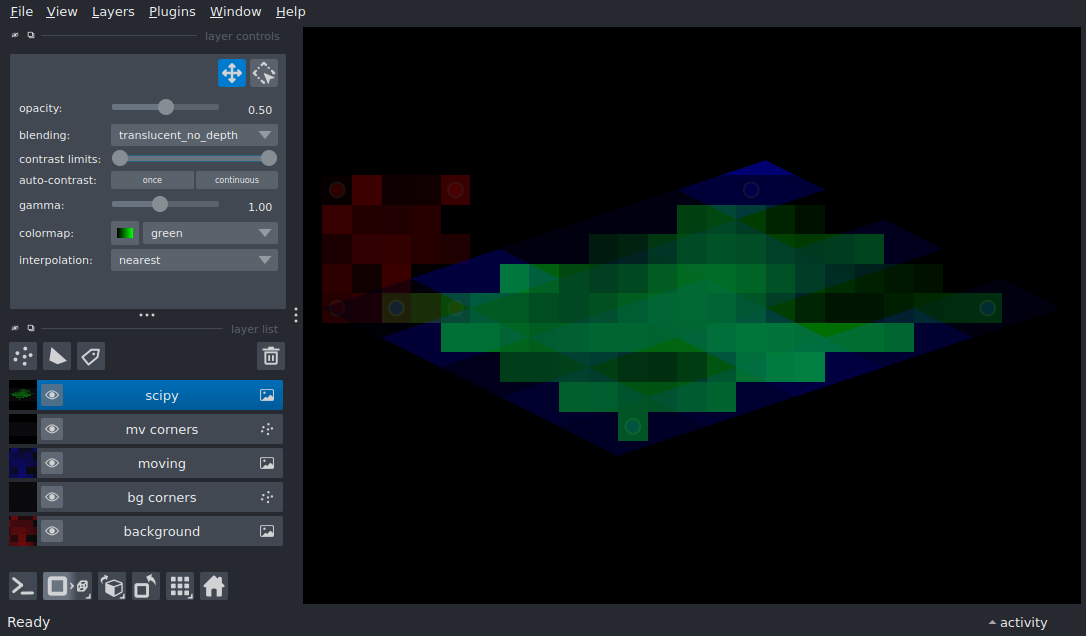 File View Layers Plugins Window Help
layer controls
opacity: 0.50
blending: translucent_no_depth
contrast limits:
auto-contrast: once continuous
gamma: 1.00
colormap: green
interpolation: nearest
layer list
scipy
mv corners
moving
bg corners
background
Ready activity